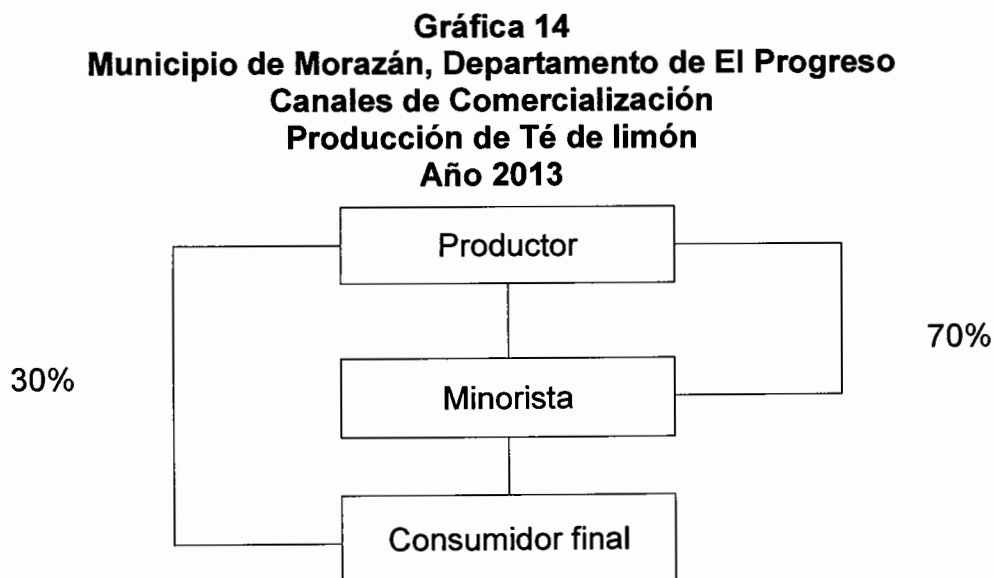 Gráfica 14
Municipio de Morazán, Departamento de El Progreso
Canales de Comercialización
Producción de Té de limón
Año 2013
Productor
70%
30%
Minorista
Consumidor final